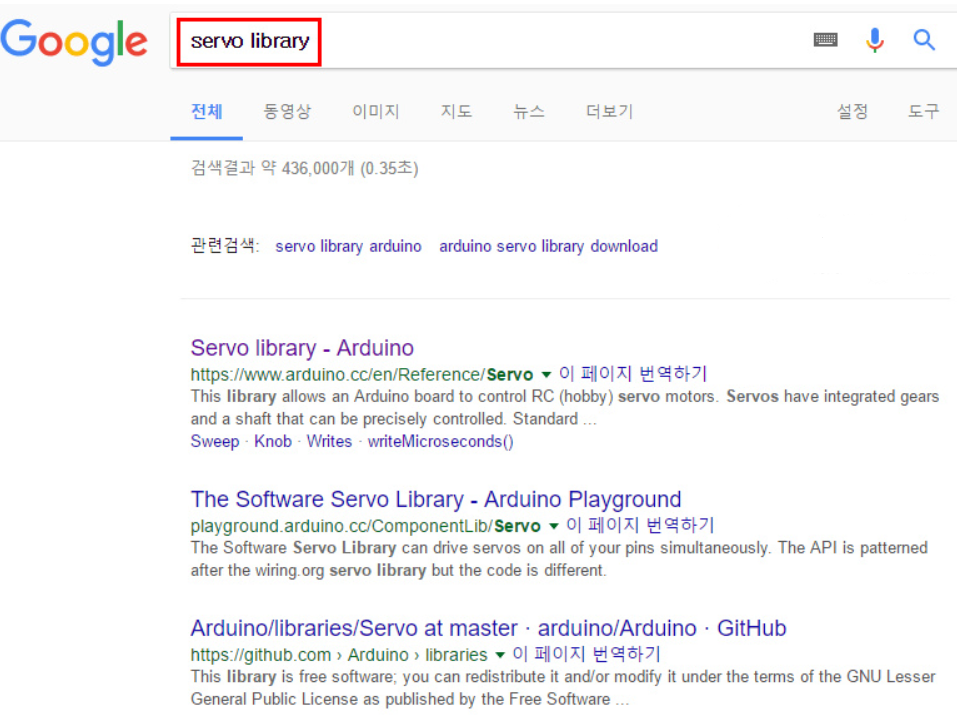 Google servo library
전체 동영상 이미지 지도 뉴스 더보기 설정 도구
검색결과 약 436,000개 (0.35초)
관련검색: servo library arduino arduino servo library download
Servo library - Arduino
https://www.arduino.cc/en/Reference/Servo ▾ 이 페이지 번역하기
This library allows an Arduino board to control RC (hobby) servo motors. Servos have integrated gears
and a shaft that can be precisely controlled. Standard ...
Sweep · Knob · Writes · writeMicroseconds()
The Software Servo Library - Arduino Playground
playground.arduino.cc/ComponentLib/Servo ▾ 이 페이지 번역하기
The Software Servo Library can drive servos on all of your pins simultaneously. The API is patterned
after the wiring.org servo library but the code is different.
Arduino/libraries/Servo at master · arduino/Arduino · GitHub
https://github.com › Arduino › libraries ▾ 이 페이지 번역하기
This library is free software; you can redistribute it and/or modify it under the terms of the GNU Lesser
General Public License as published by the Free Software ...